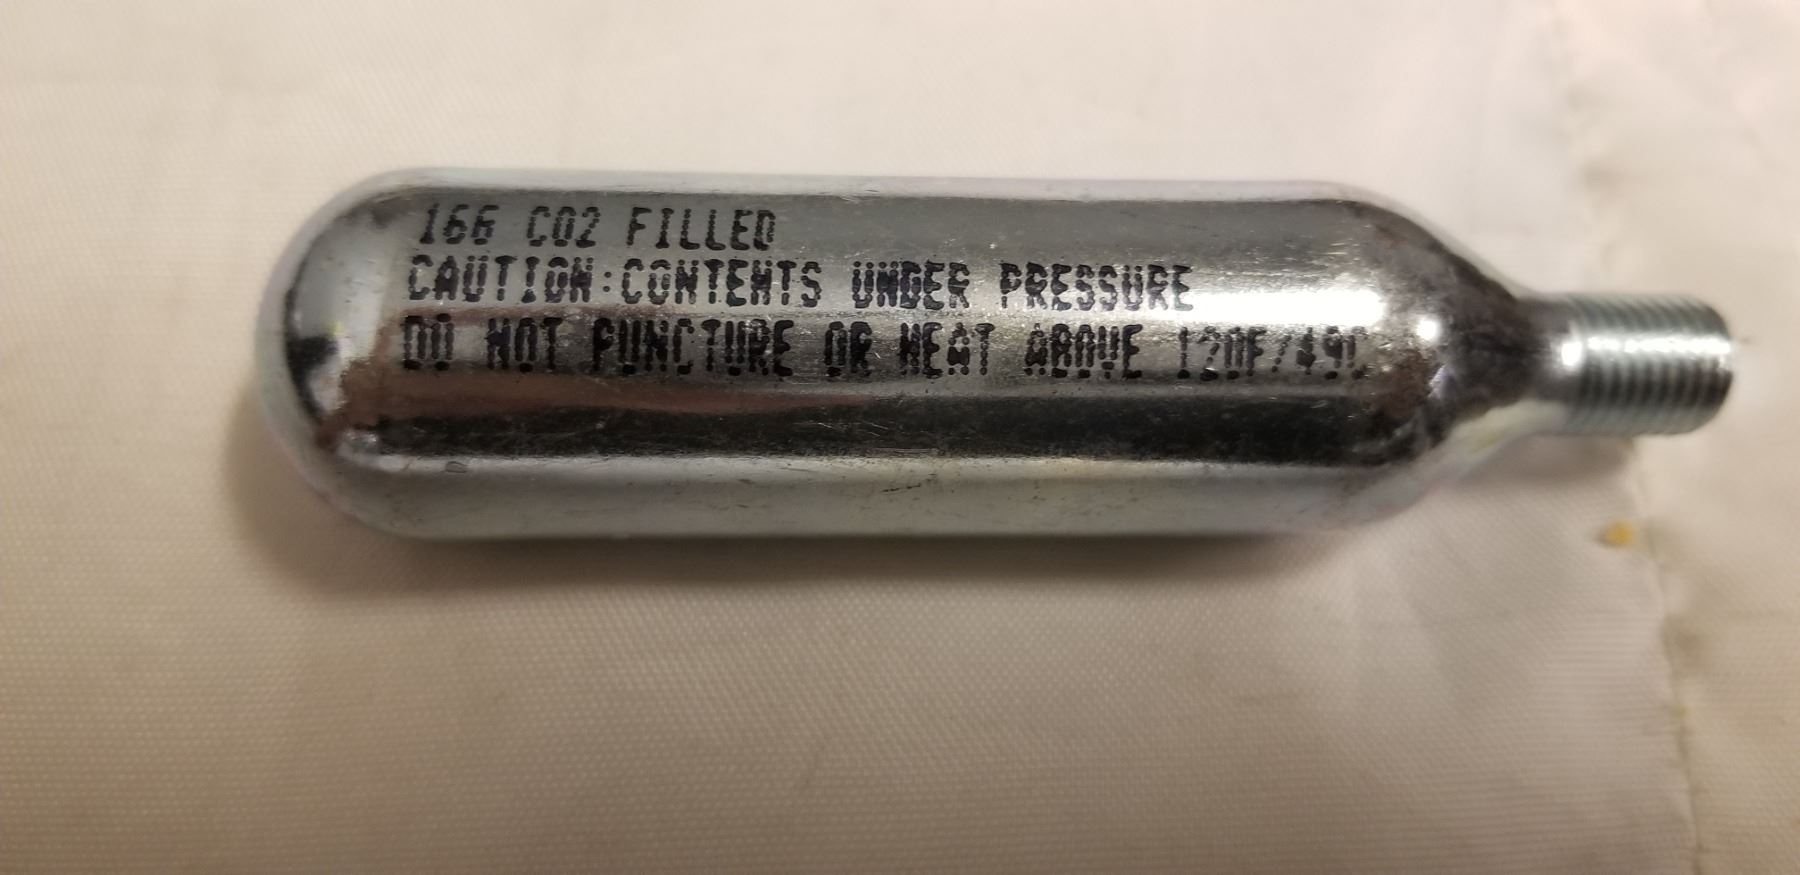 16G CO2 FILLED
CAUTION:CONTENTS UNDER PRESSURE
DO NOT PUNCTURE OR HEAT ABOVE 120F/49C